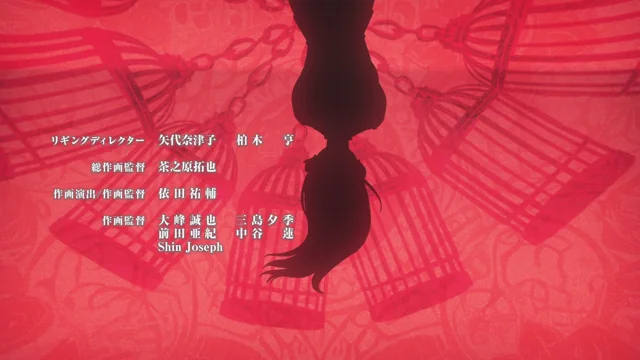 リギングディレクター 矢代奈津子 柏木 亨
総作画監督 茶之原拓也
作画演出/作画監督 依田祐輔
作画監督 大峰誠也 三島夕季
前田亜紀 中谷 蓮
Shin Joseph